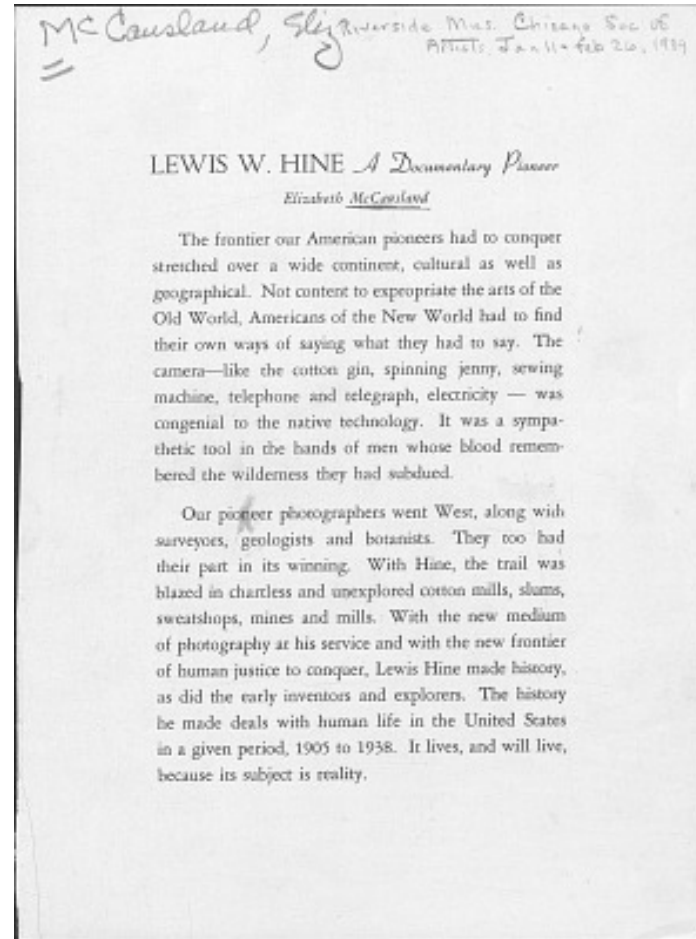 McCausland, Eliz Riverside Mus. Chicago Soc of
Artists, Jan 11 - Feb 26, 1939
LEWIS W. HINE A Documentary Pioneer
Elizabeth McCausland
The frontier our American pioneers had to conquer
stretched over a wide continent, cultural as well as
geographical. Not content to expropriate the arts of the
Old World, Americans of the New World had to find
their own ways of saying what they had to say. The
camera—like the cotton gin, spinning jenny, sewing
machine, telephone and telegraph, electricity — was
congenial to the native technology. It was a sympa-
thetic tool in the hands of men whose blood remem-
bered the wilderness they had subdued.
Our pioneer photographers went West, along with
surveyors, geologists and botanists. They too had
their part in its winning. With Hine, the trail was
blazed in chartless and unexplored cotton mills, slums,
sweatshops, mines and mills. With the new medium
of photography at his service and with the new frontier
of human justice to conquer, Lewis Hine made history,
as did the early inventors and explorers. The history
he made deals with human life in the United States
in a given period, 1905 to 1938. It lives, and will live,
because its subject is reality.